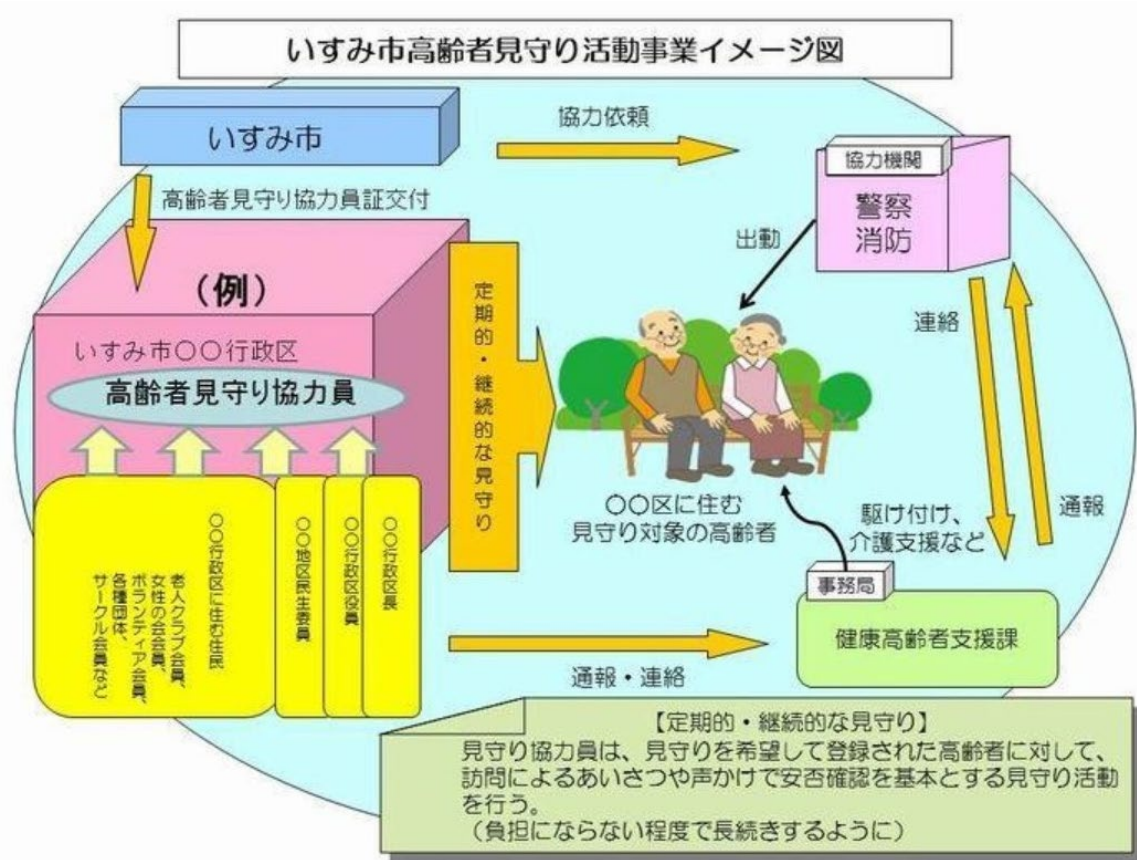 いすみ市高齢者見守り活動事業イメージ図
いすみ市
協力依頼
協力機関
警察
消防
高齢者見守り協力員証交付
出動
（例）
いすみ市〇〇行政区
高齢者見守り協力員
定期的・継続的な見守り
連絡
通報
〇〇区に住む
見守り対象の高齢者
駆け付け、
介護支援など
〇〇行政区長
〇〇行政区役員
〇〇地区民生委員
〇〇行政区に住む住民
老人クラブ会員、
女性の会会員、
ボランティア会員、
各種団体、
サークル会員など
事務局
健康高齢者支援課
通報・連絡
【定期的・継続的な見守り】
見守り協力員は、見守りを希望して登録された高齢者に対して、
訪問によるあいさつや声かけで安否確認を基本とする見守り活動
を行う。
（負担にならない程度で長続きするように）